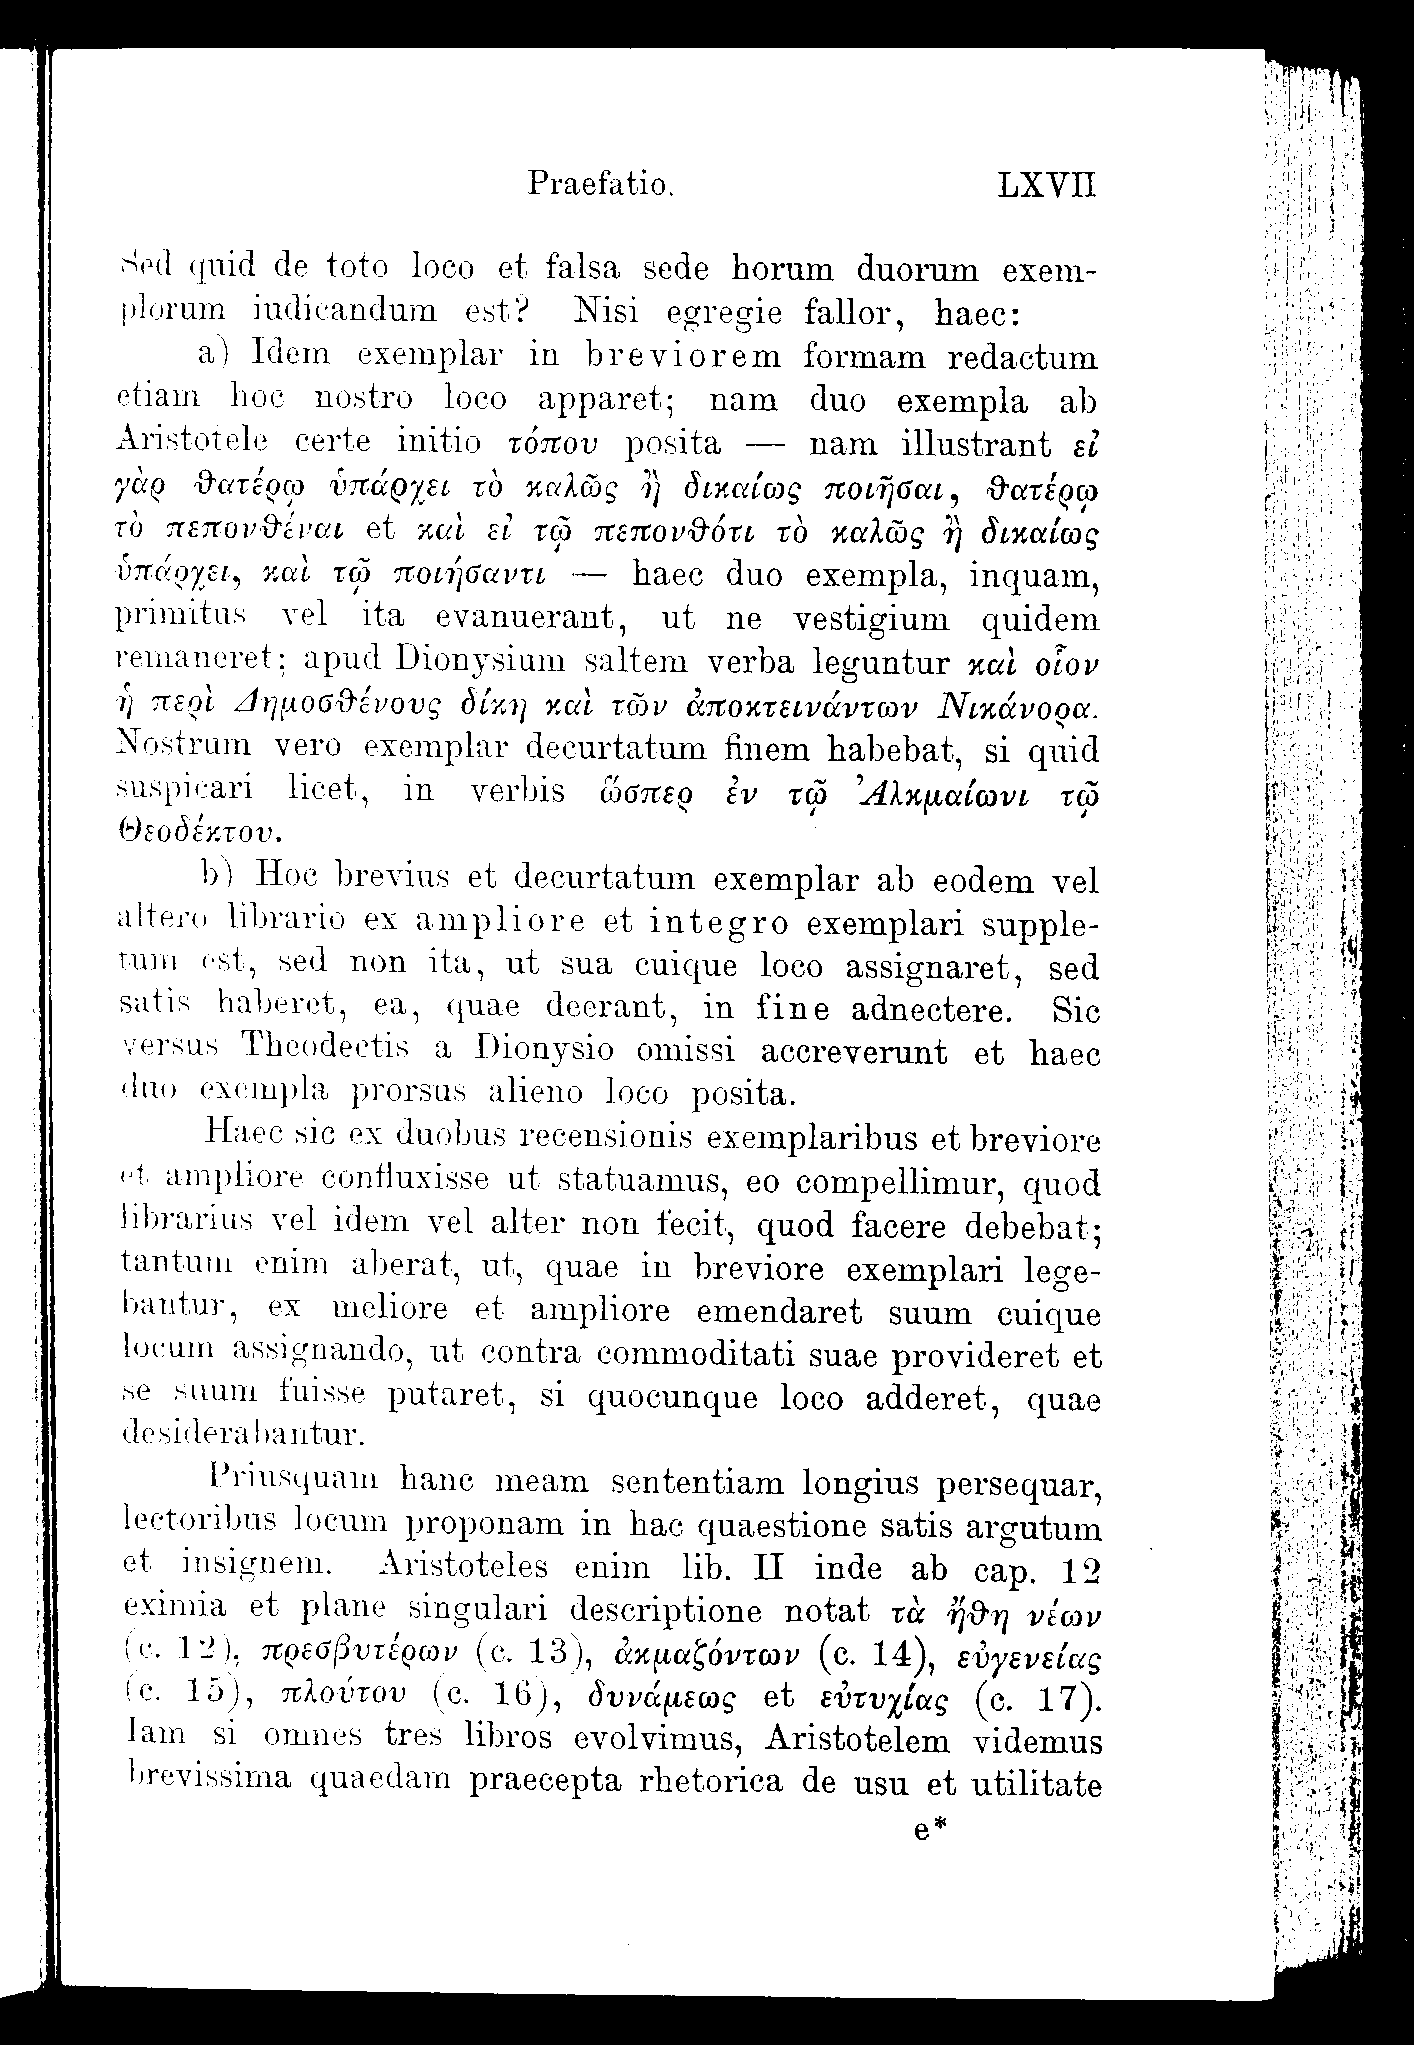 Praefatio. LXVII
Sed quid de toto loco et falsa sede horum duorum exem-
plorum iudicandum est? Nisi egregie fallor, haec:
a) Idem exemplar in breviorem formam redactum
etiam hoc nostro loco apparet; nam duo exempla ab
Aristotele certe initio τόπου posita — nam illustrant εἰ
γὰρ θατέρῳ ὑπάρχει τὸ καλῶς ἢ δικαίως ποιῆσαι, θατέρῳ
τὸ πεπονθέναι et καὶ εἰ τῷ πεπονθότι τὸ καλῶς ἢ δικαίως
ὑπάρχει, καὶ τῷ ποιήσαντι — haec duo exempla, inquam,
primitus vel ita evanuerant, ut ne vestigium quidem
remaneret; apud Dionysium saltem verba leguntur καὶ οἷον
ἡ περὶ Δημοσθένους δίκη καὶ τῶν ἀποκτεινάντων Νικάνορα.
Nostrum vero exemplar decurtatum finem habebat, si quid
suspicari licet, in verbis ὥσπερ ἐν τῷ Ἀλκμαίωνι τῷ
Θεοδέκτου.
b) Hoc brevius et decurtatum exemplar ab eodem vel
altero librario ex ampliore et integro exemplari supple-
tum est, sed non ita, ut sua cuique loco assignaret, sed
satis haberet, ea, quae deerant, in fine adnectere. Sic
versus Theodectis a Dionysio omissi accreverunt et haec
duo exempla prorsus alieno loco posita.
Haec sic ex duobus recensionis exemplaribus et breviore
et ampliore confluxisse ut statuamus, eo compellimur, quod
librarius vel idem vel alter non fecit, quod facere debebat;
tantum enim aberat, ut, quae in breviore exemplari lege-
bantur, ex meliore et ampliore emendaret suum cuique
locum assignando, ut contra commoditati suae provideret et
se suum fuisse putaret, si quocunque loco adderet, quae
desiderabantur.
Priusquam hanc meam sententiam longius persequar,
lectoribus locum proponam in hac quaestione satis argutum
et insignem. Aristoteles enim lib. II inde ab cap. 12
eximia et plane singulari descriptione notat τὰ ἤθη νέων
(c. 12), πρεσβυτέρων (c. 13), ἀκμαζόντων (c. 14), εὐγενείας
(c. 15), πλούτου (c. 16), δυνάμεως et εὐτυχίας (c. 17).
Iam si omnes tres libros evolvimus, Aristotelem videmus
brevissima quaedam praecepta rhetorica de usu et utilitate
e*